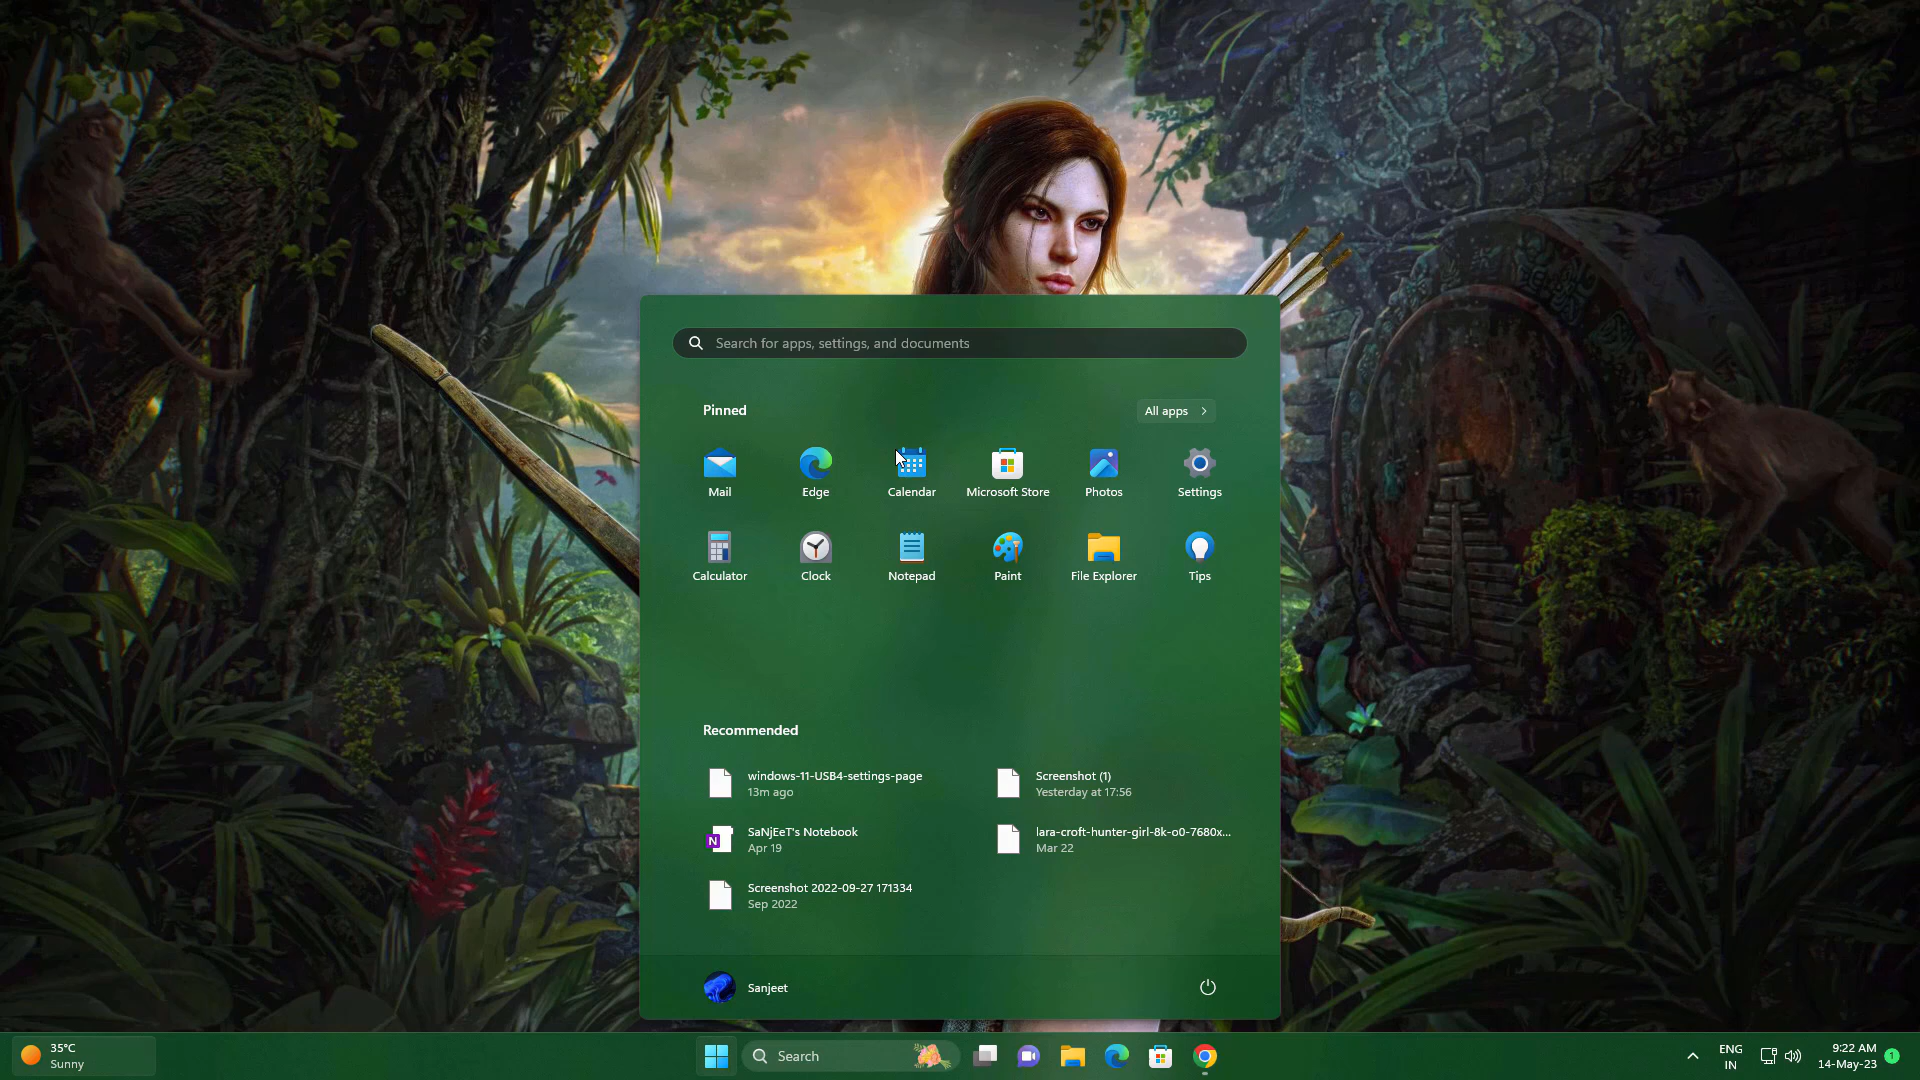 Search for apps, settings, and documents
Pinned
All apps
Mail
Edge
Calendar
Microsoft Store
Photos
Settings
Calculator
Clock
Notepad
Paint
File Explorer
Tips
Recommended
windows-11-USB4-settings-page
13m ago
Screenshot (1)
Yesterday at 17:56
SaNjEeT's Notebook
Apr 19
lara-croft-hunter-girl-8k-o0-7680x...
Mar 22
Screenshot 2022-09-27 171334
Sep 2022
Sanjeet
35°C
Sunny
Search
ENG
IN
9:22 AM
14-May-23
1